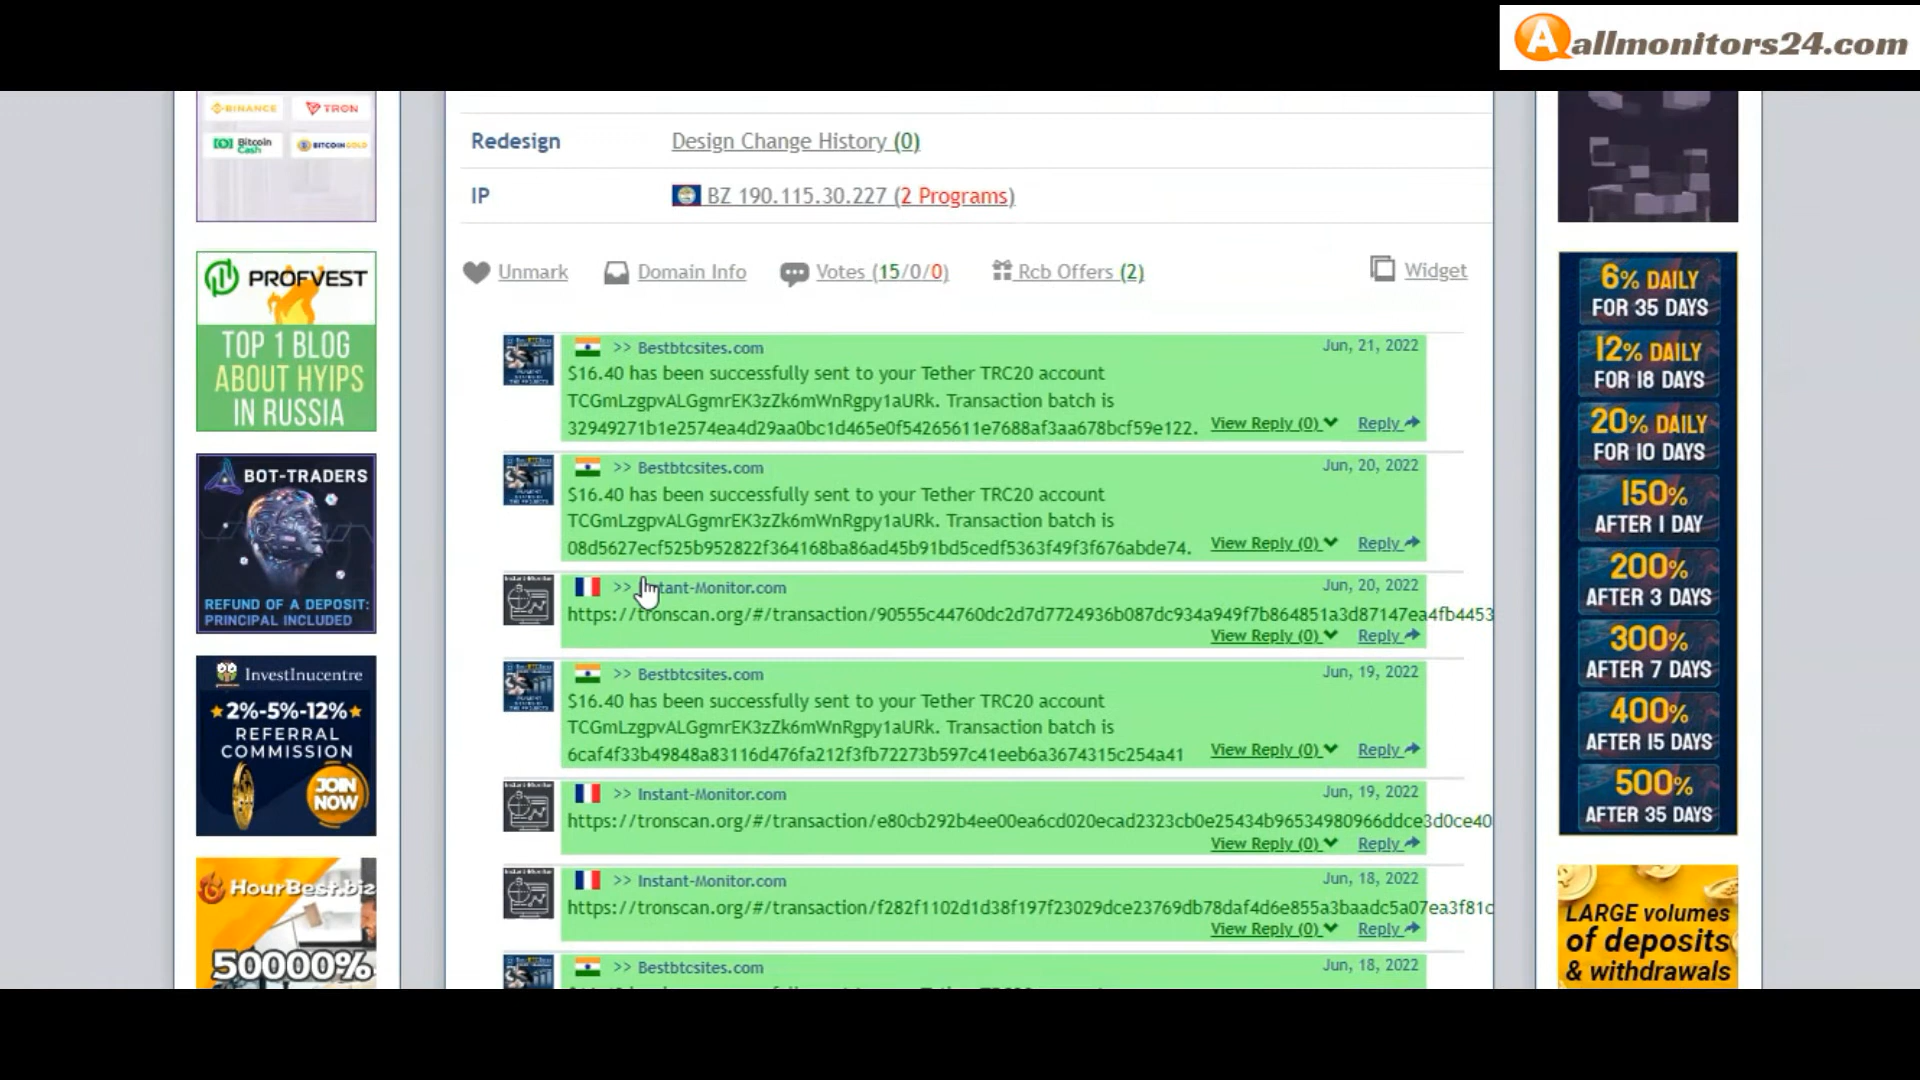 allmonitors24.com
BINANCE TRON
Bitcoin Cash BITCOINGOLD
PROFVEST
TOP 1 BLOG
ABOUT HYIPS
IN RUSSIA
BOT-TRADERS
REFUND OF A DEPOSIT:
PRINCIPAL INCLUDED
InvestInucentre
2%-5%-12%
REFERRAL
COMMISSION
JOIN
NOW
HourBest.biz
50000%
Redesign Design Change History (0)
IP BZ 190.115.30.227 (2 Programs)
Unmark Domain Info Votes (15/0/0) Rcb Offers (2) Widget
>> Bestbtcsites.com Jun, 21, 2022
$16.40 has been successfully sent to your Tether TRC20 account
TCGmLzgpvALGgmrEK3zZk6mWnRgpy1aURk. Transaction batch is
32949271b1e2574ea4d29aa0bc1d465e0f54265611e7688af3aa678bcf59e122. View Reply (0) Reply
>> Bestbtcsites.com Jun, 20, 2022
$16.40 has been successfully sent to your Tether TRC20 account
TCGmLzgpvALGgmrEK3zZk6mWnRgpy1aURk. Transaction batch is
08d5627ecf525b952822f364168ba86ad45b91bd5cedf5363f49f3f676abde74. View Reply (0) Reply
>> Instant-Monitor.com Jun, 20, 2022
https://tronscan.org/#/transaction/90555c44760dc2d7d7724936b087dc934a949f7b864851a3d87147ea4fb4453
View Reply (0) Reply
>> Bestbtcsites.com Jun, 19, 2022
$16.40 has been successfully sent to your Tether TRC20 account
TCGmLzgpvALGgmrEK3zZk6mWnRgpy1aURk. Transaction batch is
6caf4f33b49848a83116d476fa212f3fb72273b597c41eeb6a3674315c254a41 View Reply (0) Reply
>> Instant-Monitor.com Jun, 19, 2022
https://tronscan.org/#/transaction/e80cb292b4ee00ea6cd020ecad2323cb0e25434b96534980966ddce3d0ce40
View Reply (0) Reply
>> Instant-Monitor.com Jun, 18, 2022
https://tronscan.org/#/transaction/f282f1102d1d38f197f23029dce23769db78daf4d6e855a3baadc5a07ea3f81c
View Reply (0) Reply
>> Bestbtcsites.com Jun, 18, 2022
6% DAILY
FOR 35 DAYS
12% DAILY
FOR 18 DAYS
20% DAILY
FOR 10 DAYS
150%
AFTER 1 DAY
200%
AFTER 3 DAYS
300%
AFTER 7 DAYS
400%
AFTER 15 DAYS
500%
AFTER 35 DAYS
LARGE volumes
of deposits
& withdrawals